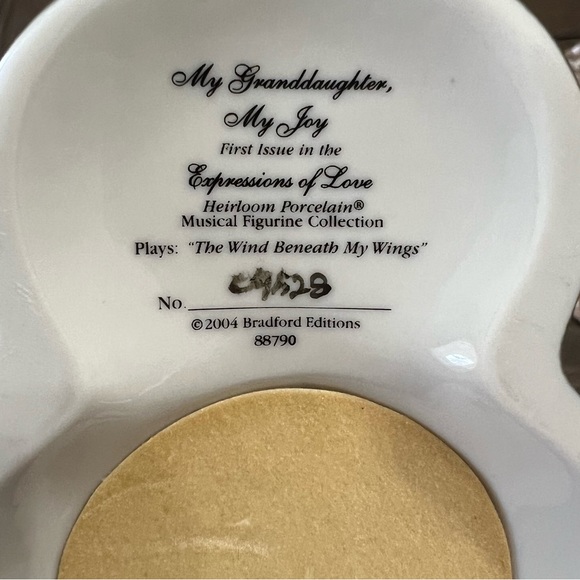 My Granddaughter,
My Joy
First Issue in the
Expressions of Love
Heirloom Porcelain®
Musical Figurine Collection
Plays: "The Wind Beneath My Wings"
No.
©2004 Bradford Editions
88790